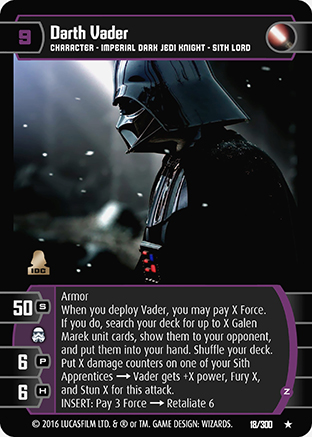 9
Darth Vader
CHARACTER - IMPERIAL DARK JEDI KNIGHT - SITH LORD
IDC
50 S
6 P
6 H
Armor
When you deploy Vader, you may pay X Force.
If you do, search your deck for up to X Galen
Marek unit cards, show them to your opponent,
and put them into your hand. Shuffle your deck.
Put X damage counters on one of your Sith
Apprentices → Vader gets +X power, Fury X,
and Stun X for this attack.
INSERT: Pay 3 Force → Retaliate 6
Z
© 2016 LUCASFILM LTD. & ® or TM. GAME DESIGN: WIZARDS.
18/300